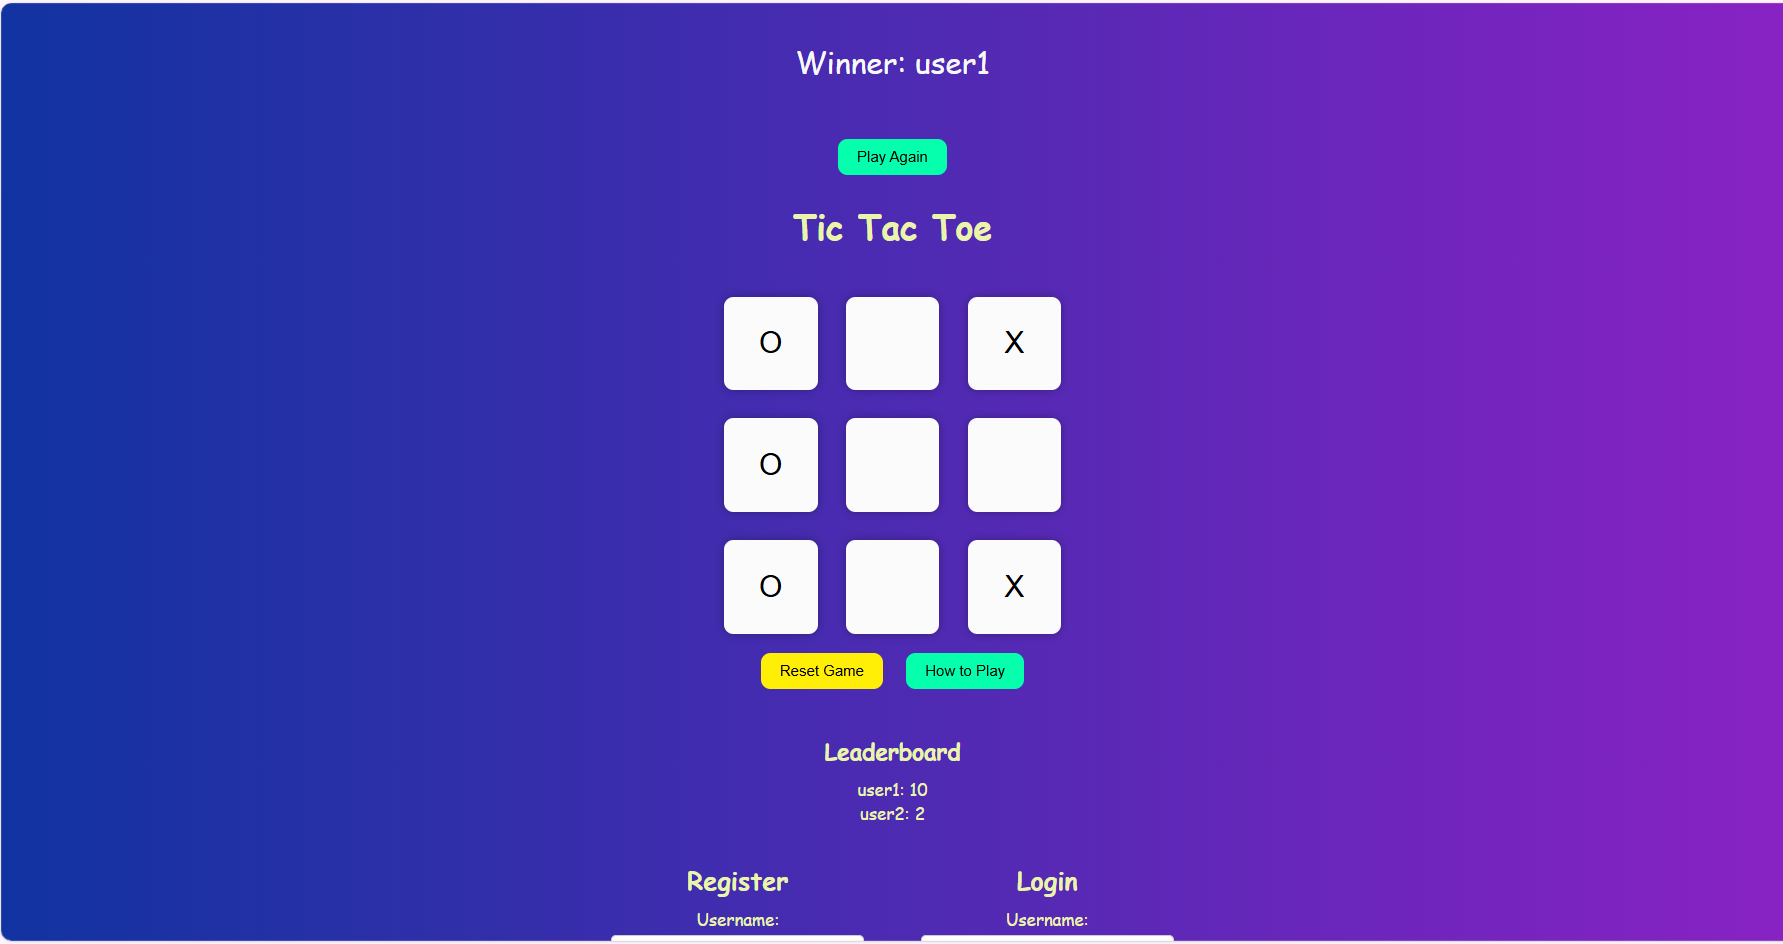 Winner: user1
Play Again
Tic Tac Toe
O X
O
O X
Reset Game How to Play
Leaderboard
user1: 10
user2: 2
Register Login
Username: Username: